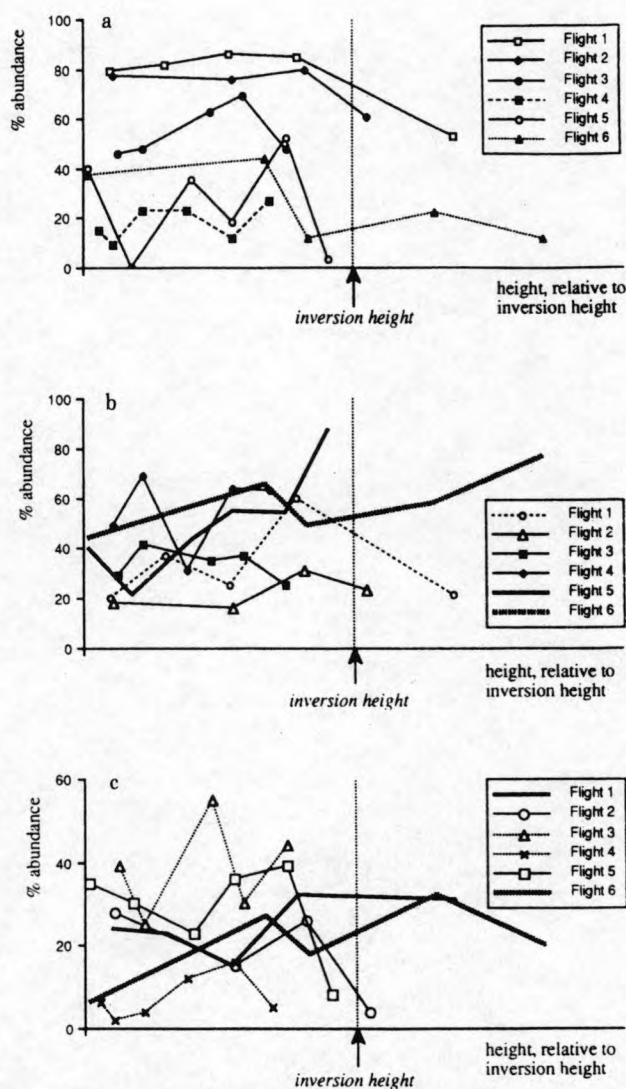 a
100
80
60
40
20
0
% abundance
Flight 1
Flight 2
Flight 3
Flight 4
Flight 5
Flight 6
height, relative to
inversion height
inversion height
b
100
80
60
40
20
0
% abundance
Flight 1
Flight 2
Flight 3
Flight 4
Flight 5
Flight 6
height, relative to
inversion height
inversion height
c
60
40
20
0
% abundance
Flight 1
Flight 2
Flight 3
Flight 4
Flight 5
Flight 6
height, relative to
inversion height
inversion height